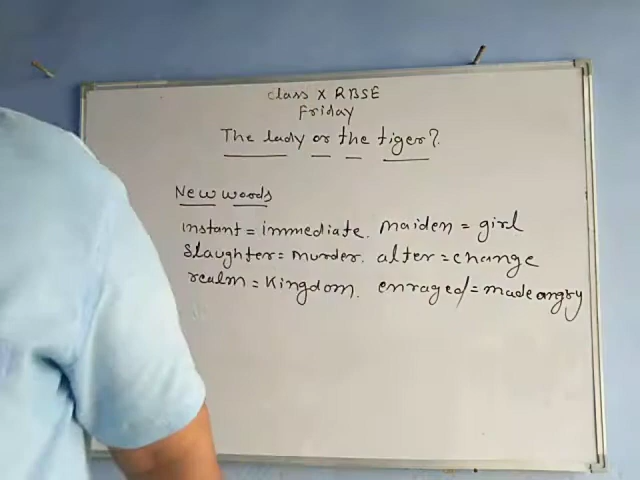 class X RBSE
Friday
The lady or the tiger?
New words
instant = immediate. maiden = girl
Slaughter = murder. alter = change
realm = Kingdom. enraged = made angry